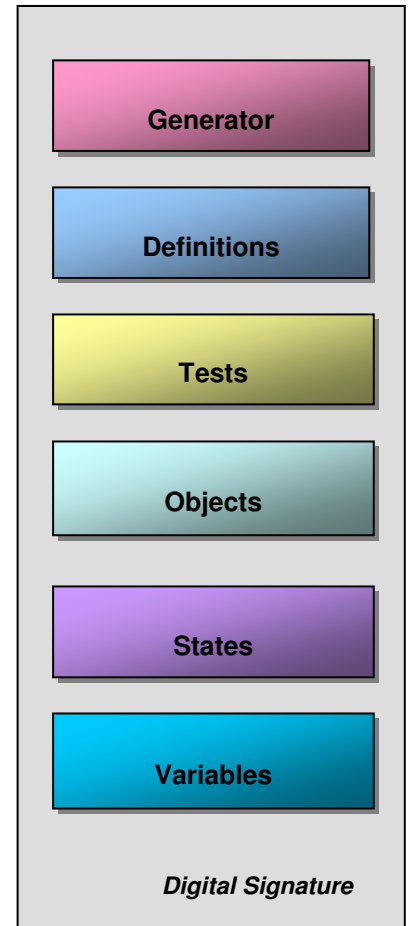 Generator
Definitions
Tests
Objects
States
Variables
Digital Signature